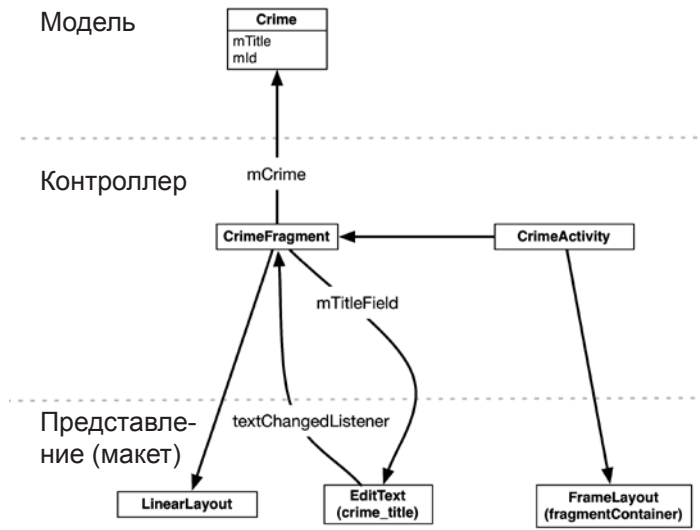 Модель
Crime
mTitle
mId
Контроллер
mCrime
CrimeFragment
CrimeActivity
mTitleField
Представле-
ние (макет)
textChangedListener
LinearLayout
EditText
(crime_title)
FrameLayout
(fragmentContainer)